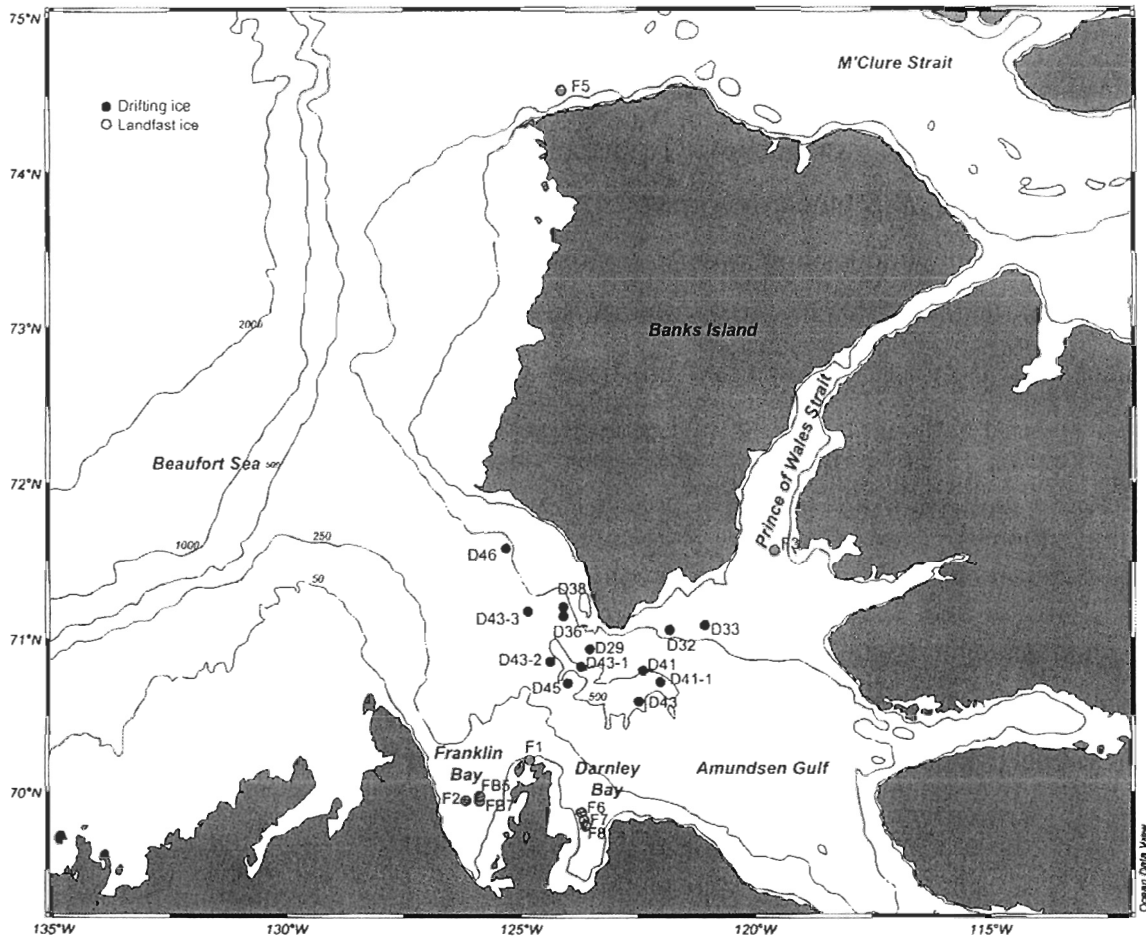 75°N
M'Clure Strait
F5
Drifting ice
Landfast ice
74°N
73°N
2000
Banks Island
Prince of Wales Strait
Beaufort Sea
500
72°N
1000
250
50
F3
D46
D38
D43-3
D36
D33
D32
71°N
D29
D43-2
D43-1
D41
D41-1
D45
500
D43
F1
Franklin
Bay
Darnley
Bay
Amundsen Gulf
FB5
F2
FB7
70°N
F6
F7
F8
Ocean Data View
135°W
130°W
125°W
120°W
115°W